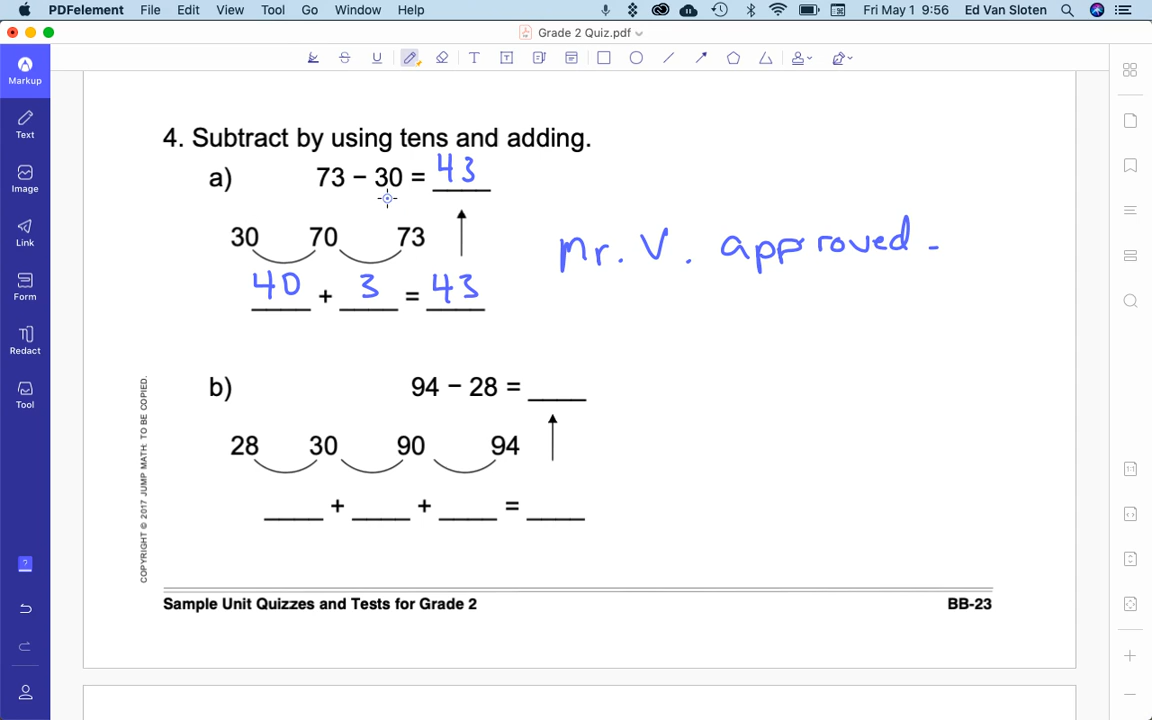 PDFelement File Edit View Tool Go Window Help Fri May 1 9:56 Ed Van Sloten
Grade 2 Quiz.pdf
Markup
Text
Image
Link
Form
Redact
Tool
4. Subtract by using tens and adding.
a) 73 − 30 = 43
30 70 73
40 + 3 = 43
Mr. V. approved -
b) 94 − 28 = ____
28 30 90 94
____ + ____ + ____ = ____
COPYRIGHT © 2017 JUMP MATH: TO BE COPIED.
Sample Unit Quizzes and Tests for Grade 2 BB-23